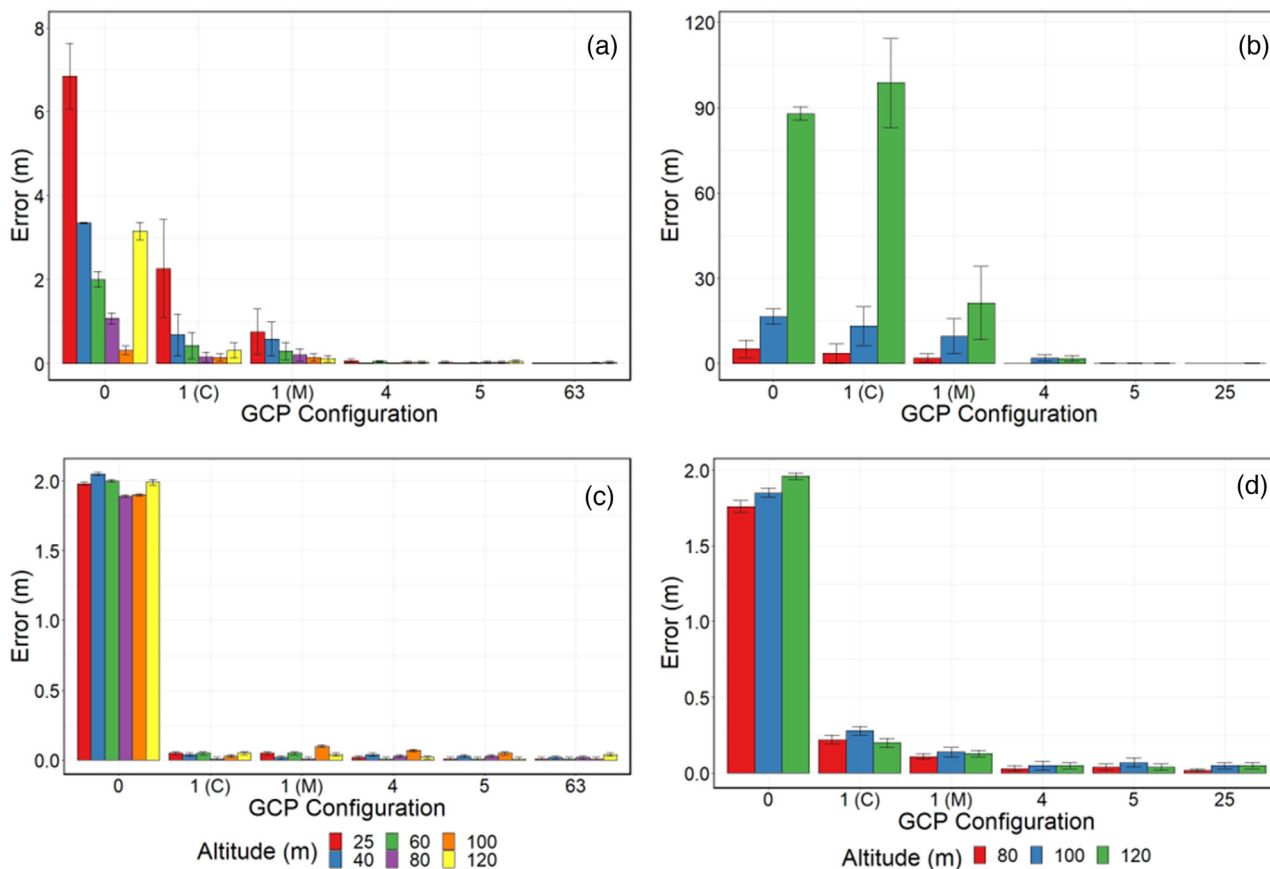 (a)
8
6
4
2
0
Error (m)
0 1 (C) 1 (M) 4 5 63
GCP Configuration
(b)
120
90
60
30
0
Error (m)
0 1 (C) 1 (M) 4 5 25
GCP Configuration
(c)
2.0
1.5
1.0
0.5
0.0
Error (m)
0 1 (C) 1 (M) 4 5 63
GCP Configuration
Altitude (m) 25 60 100
40 80 120
(d)
2.0
1.5
1.0
0.5
0.0
Error (m)
0 1 (C) 1 (M) 4 5 25
GCP Configuration
Altitude (m) 80 100 120